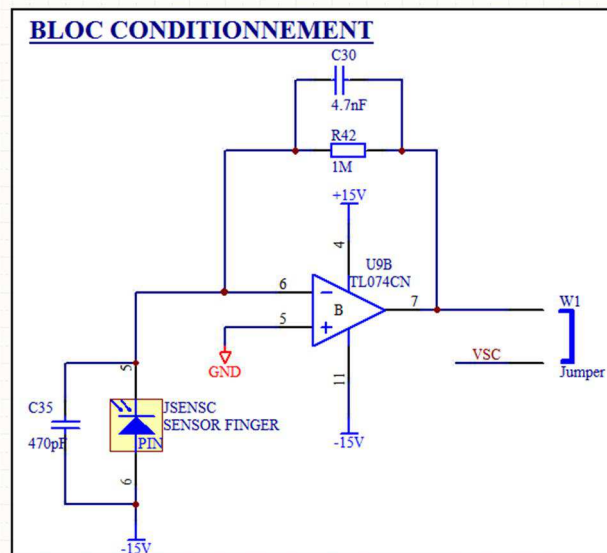 BLOC CONDITIONNEMENT
C30
4.7nF
R42
1M
+15V
4
U9B
TL074CN
6
7
B
5
W1
GND
VSC
Jumper
11
-15V
5
C35
470pF
JSENSC
SENSOR FINGER
PIN
6
-15V